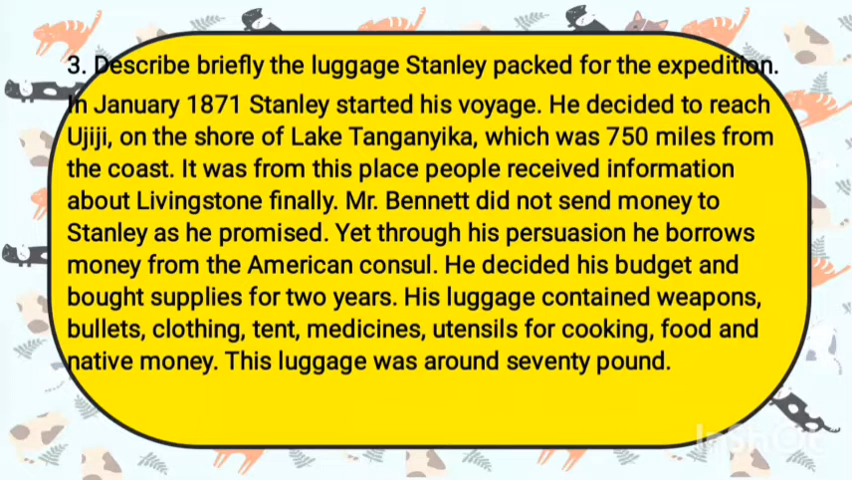 3. Describe briefly the luggage Stanley packed for the expedition.
In January 1871 Stanley started his voyage. He decided to reach
Ujiji, on the shore of Lake Tanganyika, which was 750 miles from
the coast. It was from this place people received information
about Livingstone finally. Mr. Bennett did not send money to
Stanley as he promised. Yet through his persuasion he borrows
money from the American consul. He decided his budget and
bought supplies for two years. His luggage contained weapons,
bullets, clothing, tent, medicines, utensils for cooking, food and
native money. This luggage was around seventy pound.
InShOt